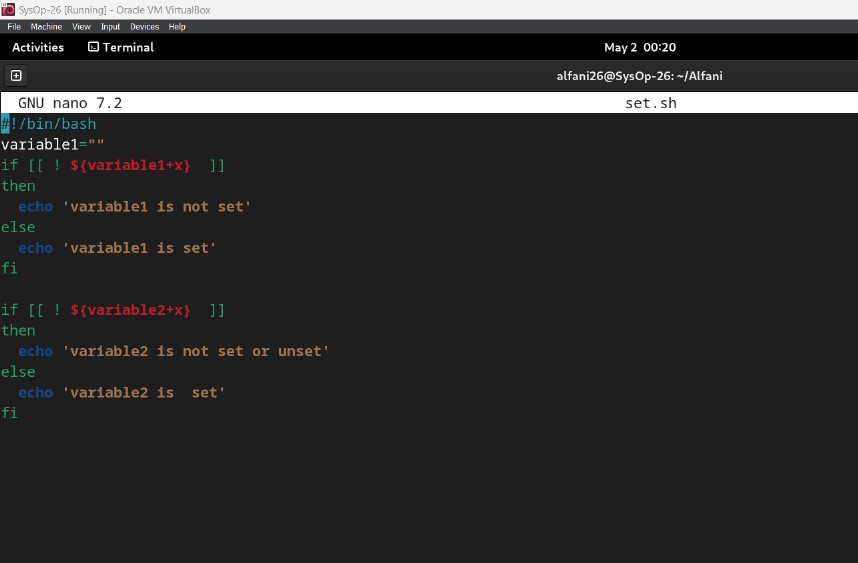 SysOp-26 [Running] - Oracle VM VirtualBox
File Machine View Input Devices Help
Activities Terminal May 2 00:20
alfani26@SysOp-26: ~/Alfani
GNU nano 7.2 set.sh
#!/bin/bash
variable1=""
if [[ ! ${variable1+x}  ]]
then
  echo 'variable1 is not set'
else
  echo 'variable1 is set'
fi

if [[ ! ${variable2+x}  ]]
then
  echo 'variable2 is not set or unset'
else
  echo 'variable2 is  set'
fi